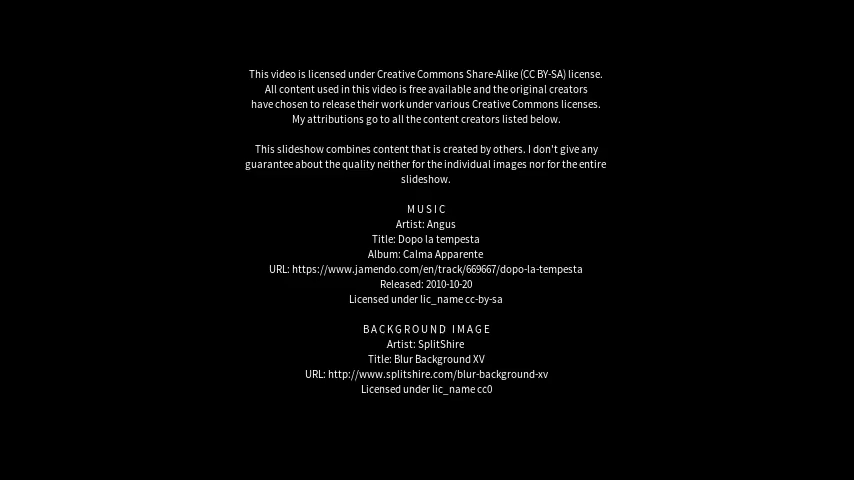 This video is licensed under Creative Commons Share-Alike (CC BY-SA) license.
All content used in this video is free available and the original creators
have chosen to release their work under various Creative Commons licenses.
My attributions go to all the content creators listed below.
This slideshow combines content that is created by others. I don't give any
guarantee about the quality neither for the individual images nor for the entire
slideshow.
MUSIC
Artist: Angus
Title: Dopo la tempesta
Album: Calma Apparente
URL: https://www.jamendo.com/en/track/669667/dopo-la-tempesta
Released: 2010-10-20
Licensed under lic_name cc-by-sa
BACKGROUND IMAGE
Artist: SplitShire
Title: Blur Background XV
URL: http://www.splitshire.com/blur-background-xv
Licensed under lic_name cc0